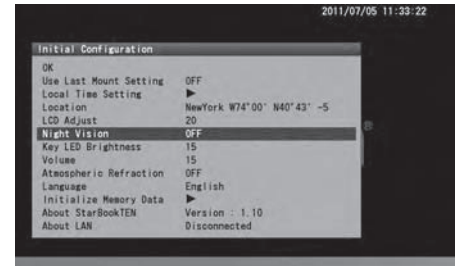 2011/07/05 11:33:22
Initial Configuration
OK
Use Last Mount Setting OFF
Local Time Setting ▶
Location NewYork W74°00' N40°43' -5
LCD Adjust 20
Night Vision OFF
Key LED Brightness 15
Volume 15
Atmospheric Refraction OFF
Language English
Initialize Memory Data ▶
About StarBookTEN Version : 1.10
About LAN Disconnected